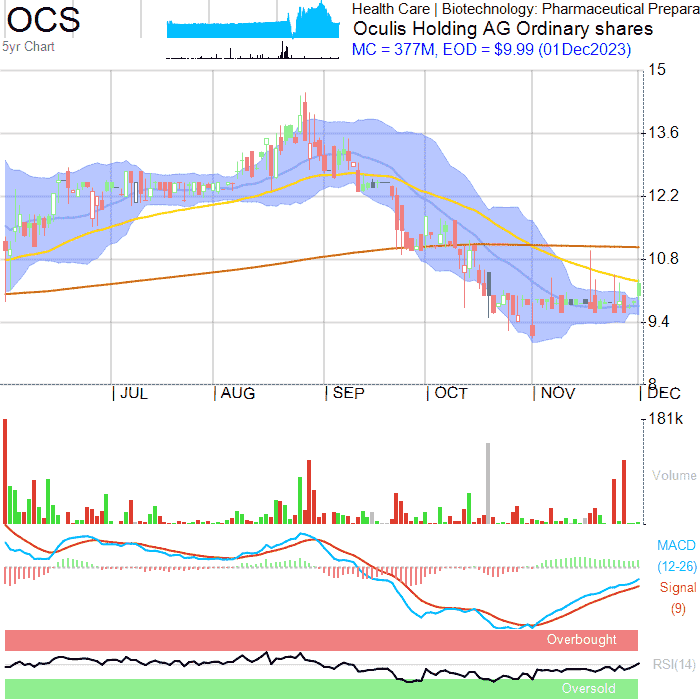 OCS
5yr Chart
Health Care | Biotechnology: Pharmaceutical Prepara
Oculis Holding AG Ordinary shares
MC = 377M, EOD = $9.99 (01Dec2023)
15
13.6
12.2
10.8
9.4
8
JUL
AUG
SEP
OCT
NOV
DEC
181k
Volume
MACD
(12-26)
Signal
(9)
Overbought
RSI(14)
Oversold